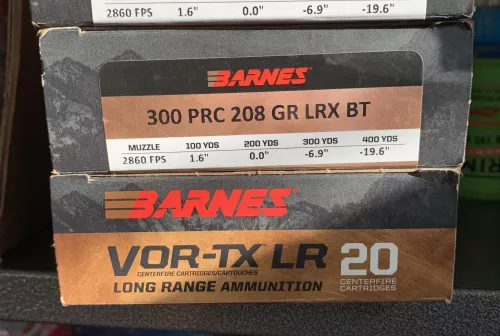 2860 FPS 1.6" 0.0" -6.9" -19.6"
BARNES
300 PRC 208 GR LRX BT
MUZZLE 100 YDS 200 YDS 300 YDS 400 YDS
2860 FPS 1.6" 0.0" -6.9" -19.6"
BARNES
VOR-TX LR 20
CENTERFIRE CARTRIDGES/CARTOUCHES
LONG RANGE AMMUNITION
CENTERFIRE
CARTRIDGES